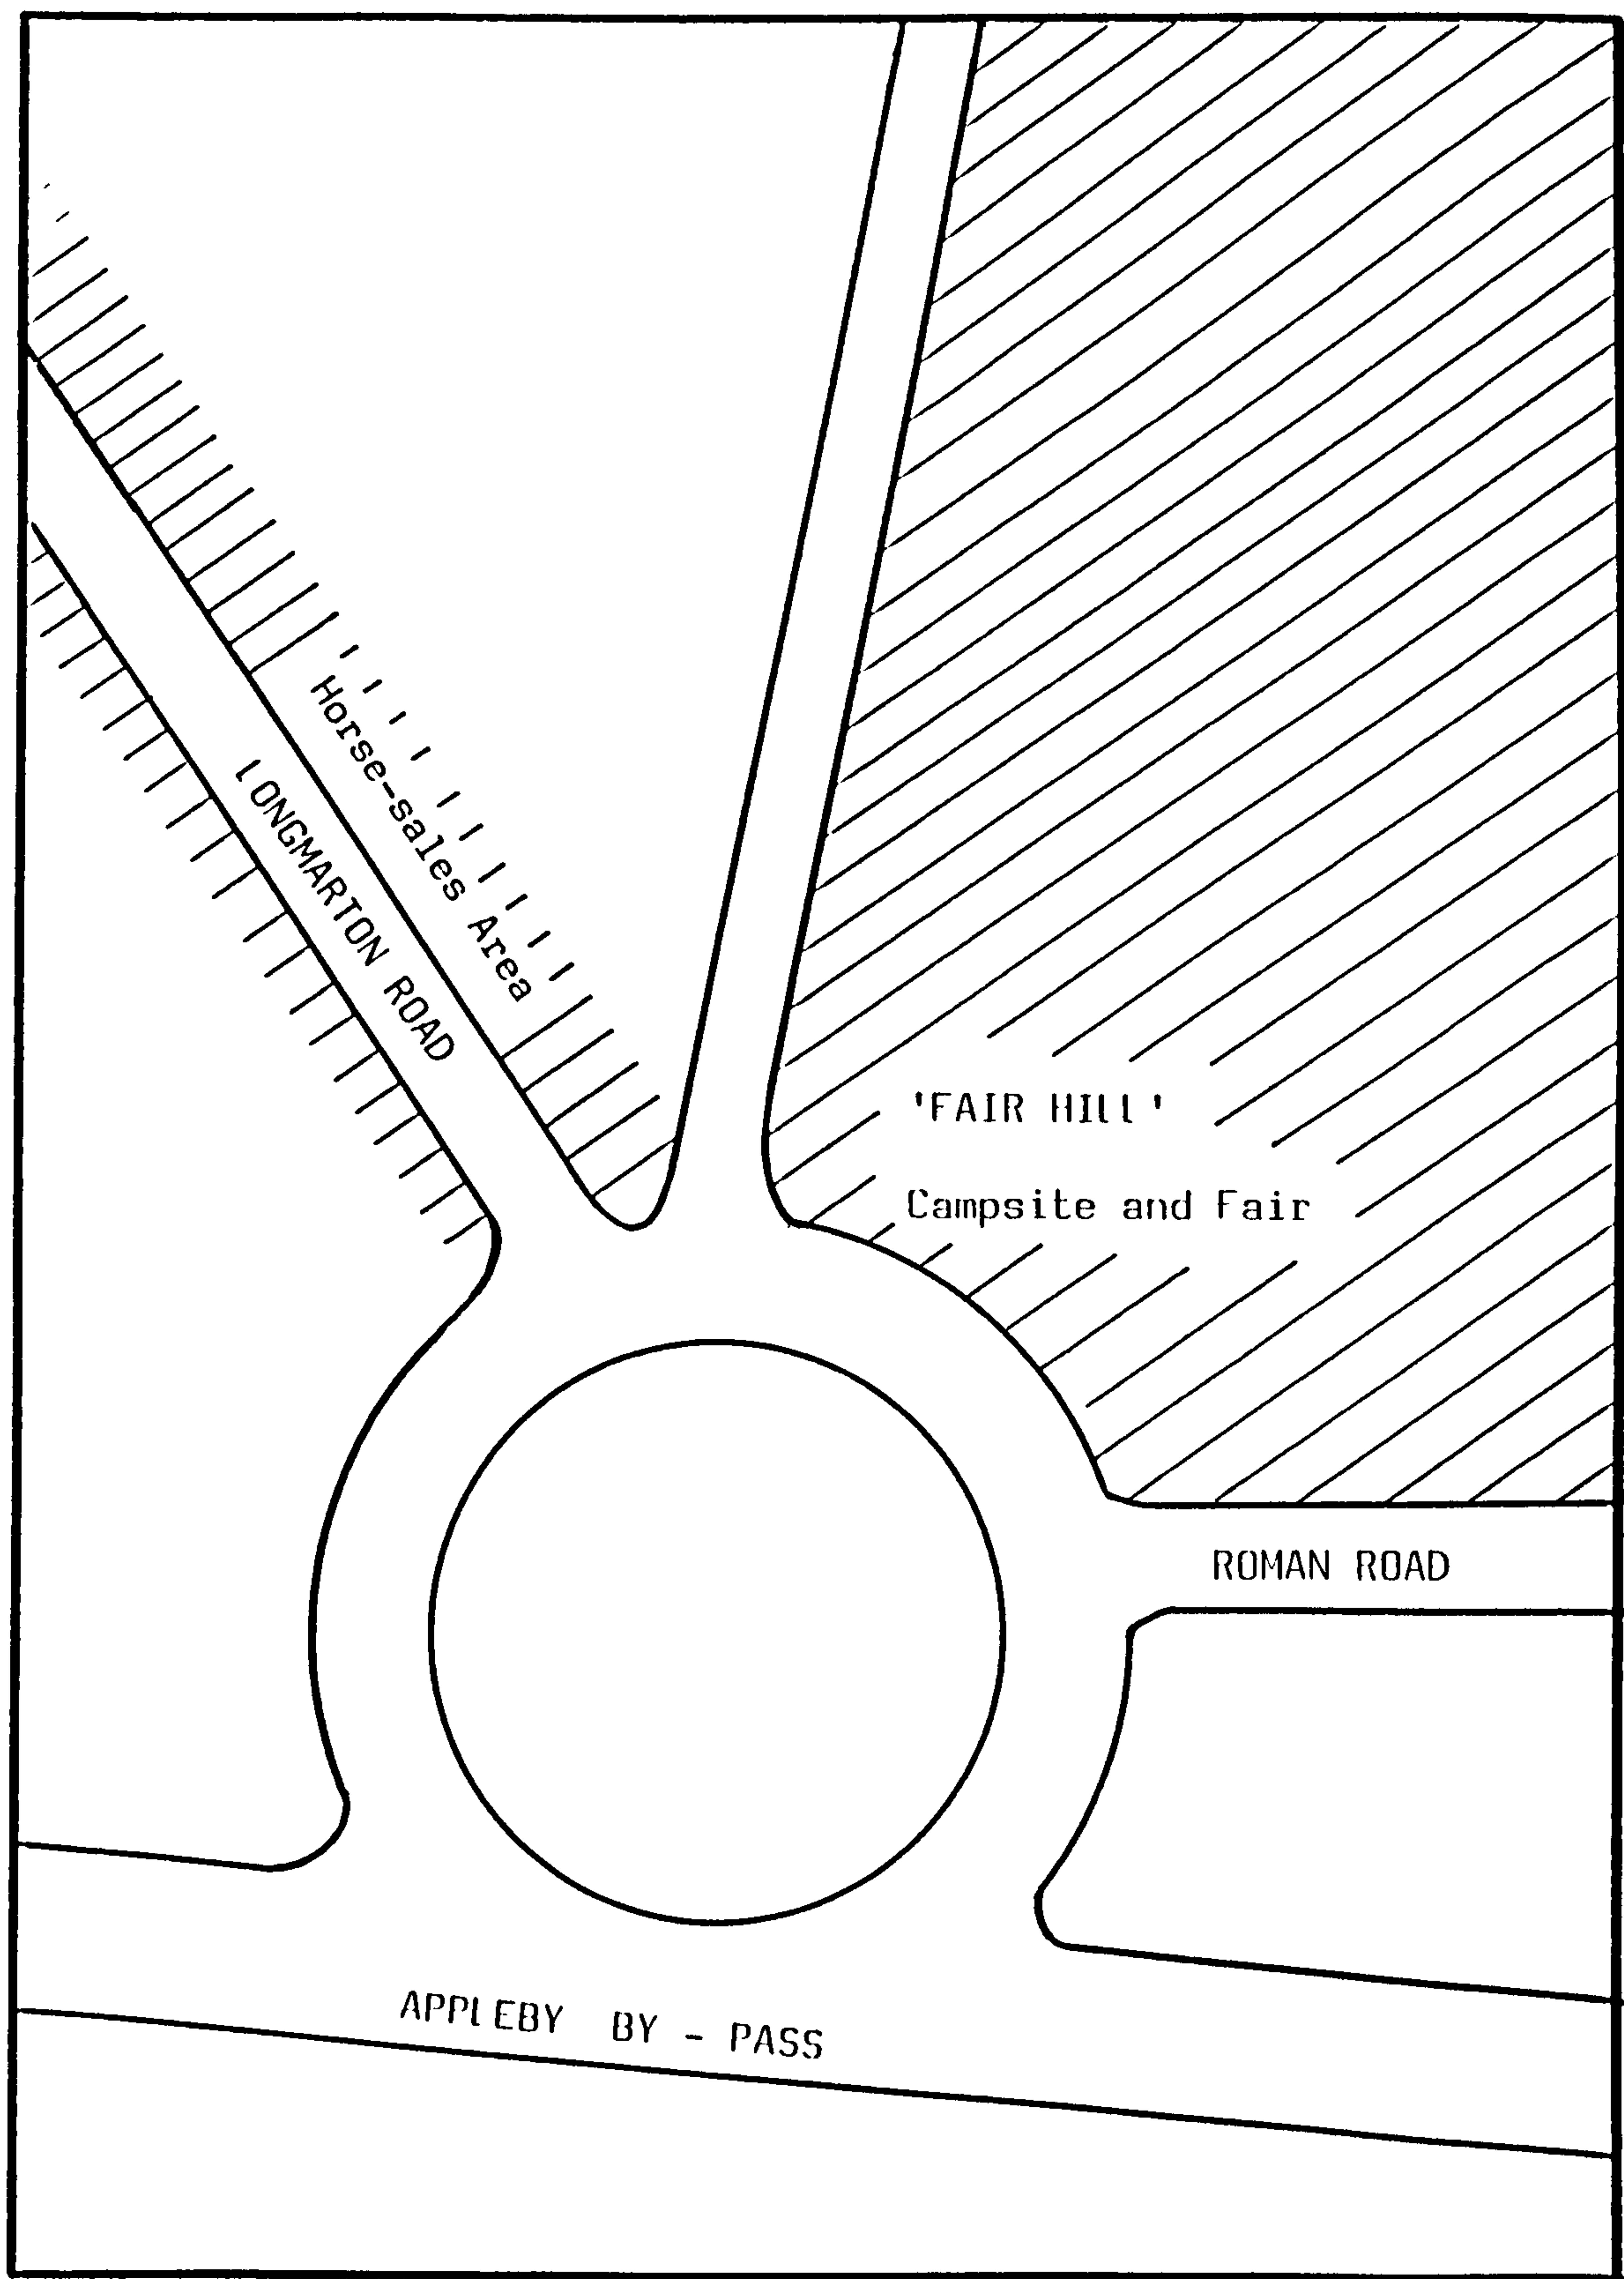 Horse-sales Area
LONGMARTON ROAD
'FAIR HILL'
Campsite and Fair
ROMAN ROAD
APPLEBY BY - PASS